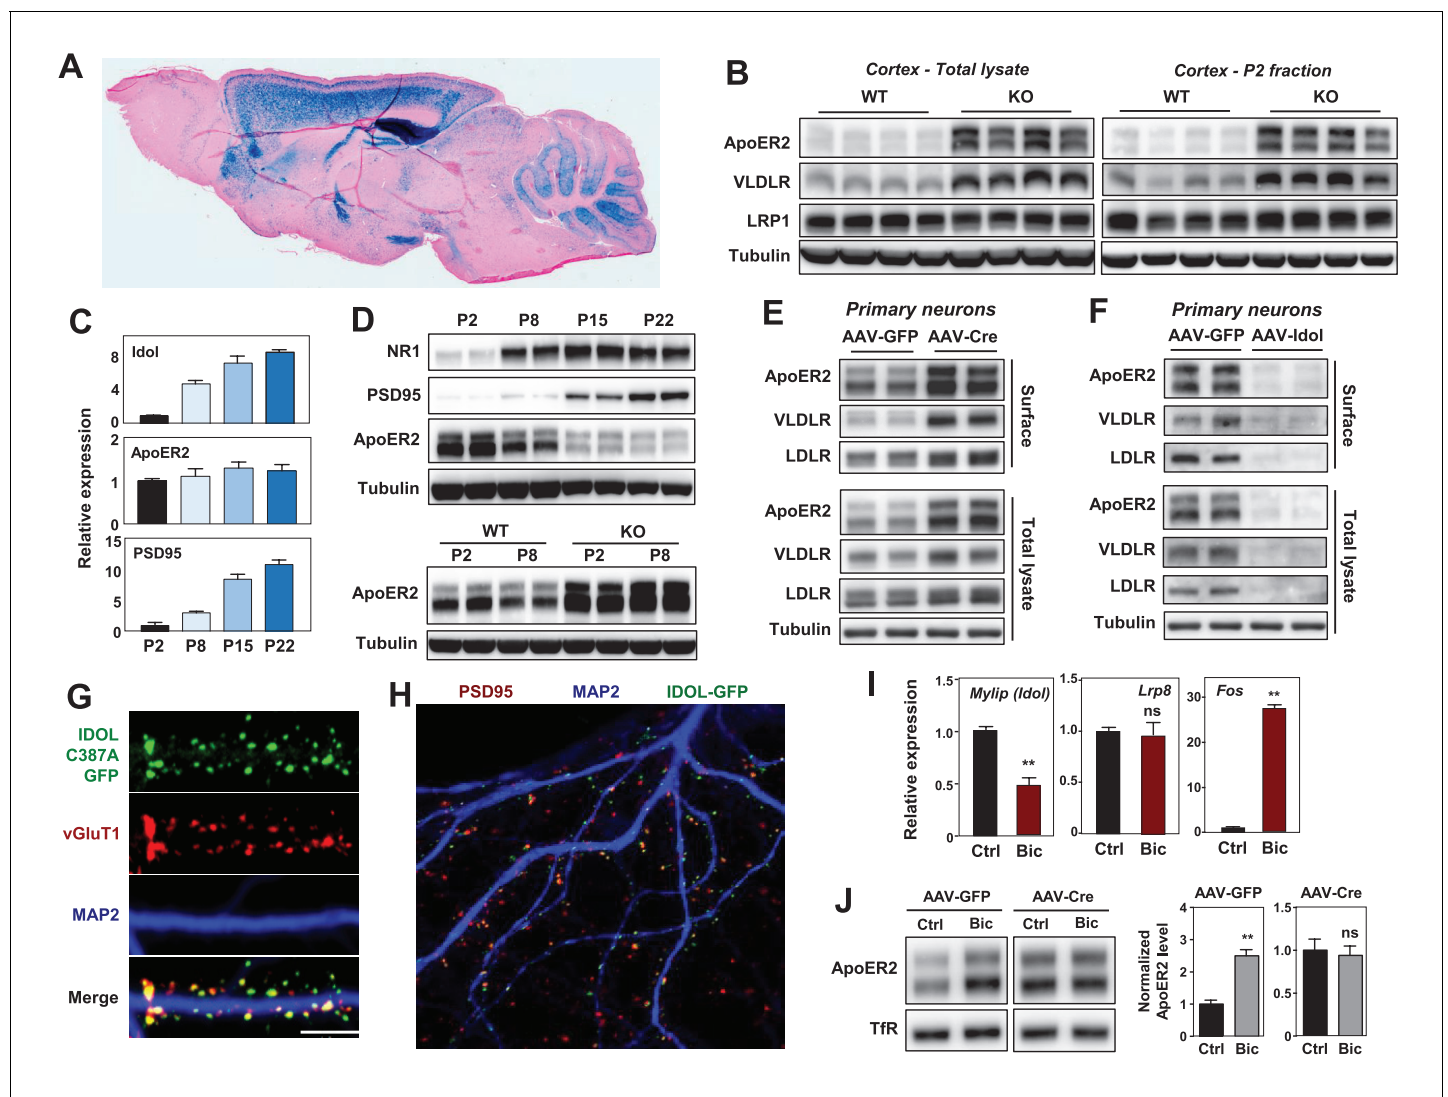 A
B
Cortex - Total lysate
Cortex - P2 fraction
WT
KO
WT
KO
ApoER2
VLDLR
LRP1
Tubulin
C
Relative expression
Idol
8
4
0
ApoER2
2
1
0
PSD95
15
10
5
0
P2
P8
P15
P22
D
P2
P8
P15
P22
NR1
PSD95
ApoER2
Tubulin
WT
KO
P2
P8
P2
P8
ApoER2
Tubulin
E
Primary neurons
AAV-GFP
AAV-Cre
ApoER2
VLDLR
LDLR
Surface
ApoER2
VLDLR
LDLR
Tubulin
Total lysate
F
Primary neurons
AAV-GFP
AAV-Idol
ApoER2
VLDLR
LDLR
Surface
ApoER2
VLDLR
LDLR
Tubulin
Total lysate
G
IDOL
C387A
GFP
vGluT1
MAP2
Merge
H
PSD95
MAP2
IDOL-GFP
I
Relative expression
1.5
1.0
0.5
0
Mylip (Idol)
**
Ctrl
Bic
1.5
1.0
0.5
0
Lrp8
ns
Ctrl
Bic
30
20
10
0
Fos
**
Ctrl
Bic
J
AAV-GFP
AAV-Cre
Ctrl
Bic
Ctrl
Bic
ApoER2
TfR
Normalized
ApoER2 level
AAV-GFP
4
3
2
1
0
**
Ctrl
Bic
AAV-Cre
1.5
1.0
0.5
0
ns
Ctrl
Bic